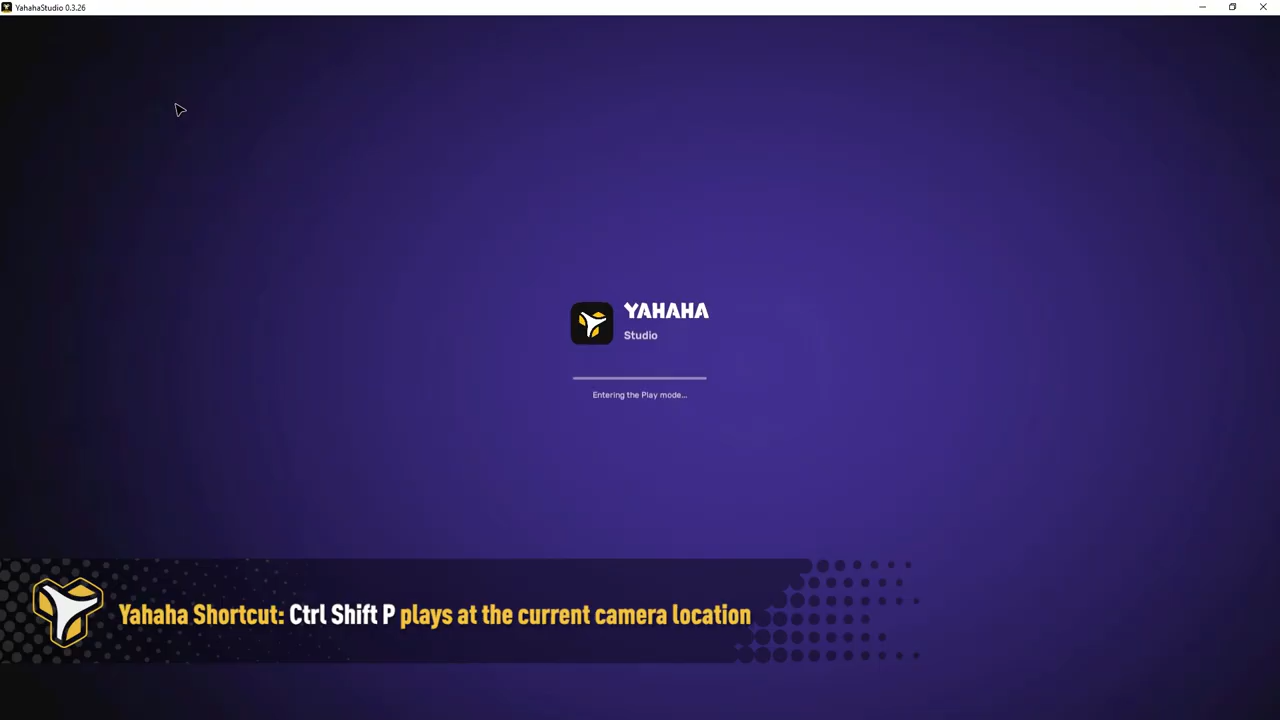 YahahaStudio 0.3.26
YAHAHA
Studio
Entering the Play mode...
Yahaha Shortcut: Ctrl Shift P plays at the current camera location